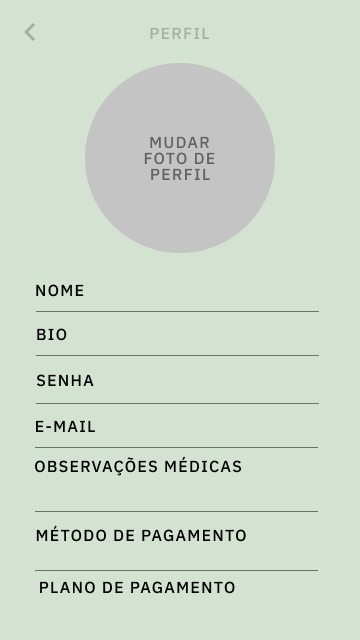 PERFIL
MUDAR
FOTO DE
PERFIL
NOME
BIO
SENHA
E-MAIL
OBSERVAÇÕES MÉDICAS
MÉTODO DE PAGAMENTO
PLANO DE PAGAMENTO